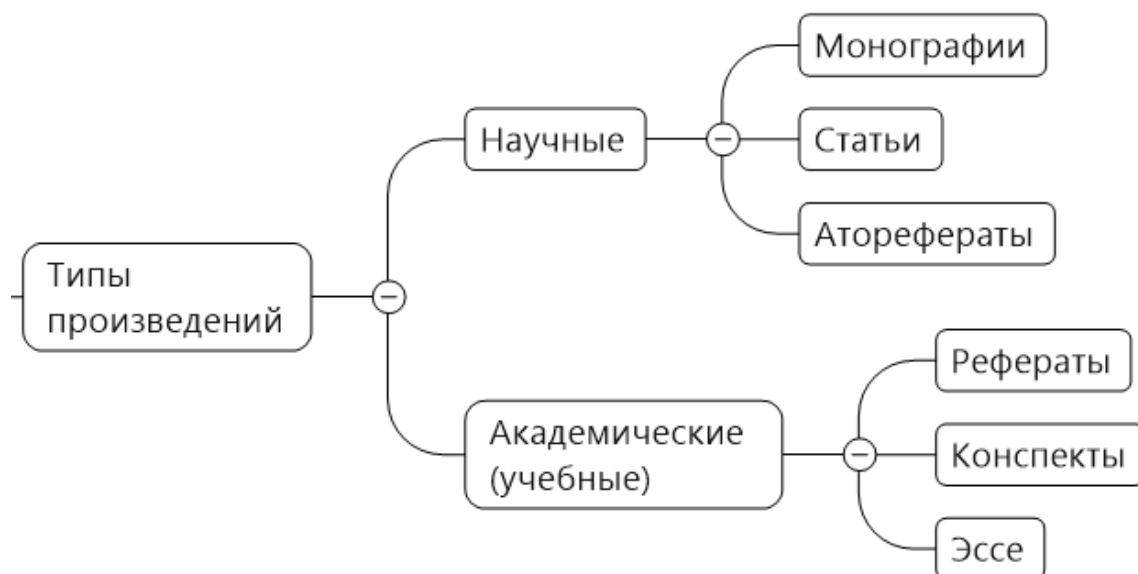 Монографии
Научные
Статьи
Аторефераты
Типы
произведений
Рефераты
Академические
(учебные)
Конспекты
Эссе